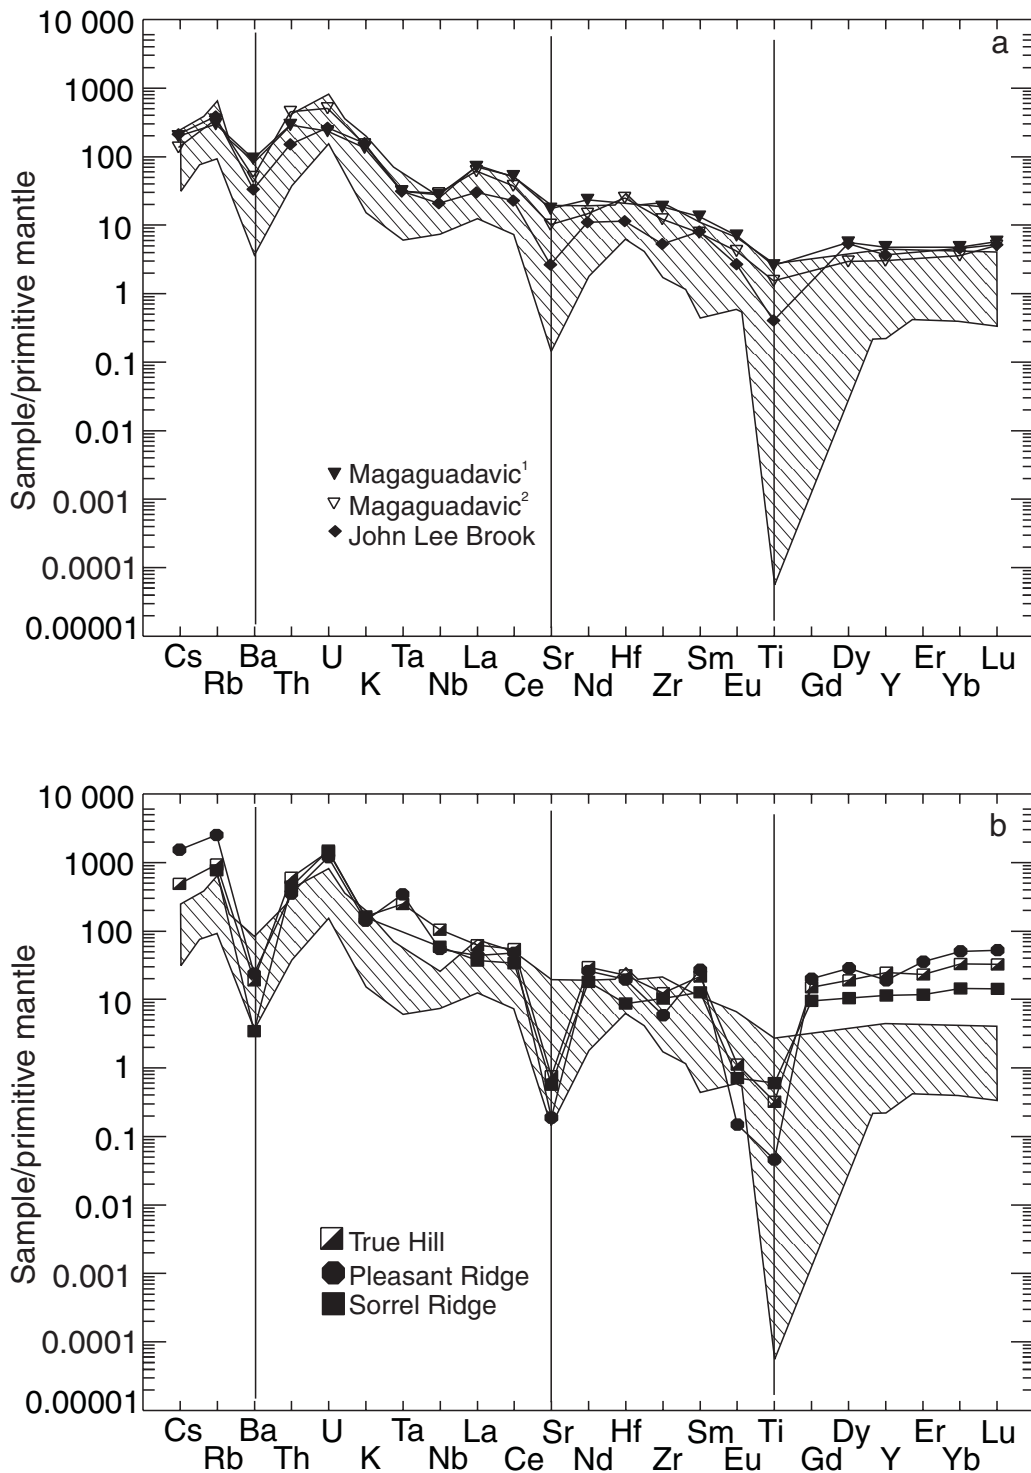 10 000
a
1000
100
10
1
0.1
0.01
0.001
0.0001
0.00001
Sample/primitive mantle
Magaguadavic¹
Magaguadavic²
John Lee Brook
Cs Ba U Ta La Sr Hf Sm Ti Dy Er Lu
Rb Th K Nb Ce Nd Zr Eu Gd Y Yb
10 000
b
1000
100
10
1
0.1
0.01
0.001
0.0001
0.00001
Sample/primitive mantle
True Hill
Pleasant Ridge
Sorrel Ridge
Cs Ba U Ta La Sr Hf Sm Ti Dy Er Lu
Rb Th K Nb Ce Nd Zr Eu Gd Y Yb